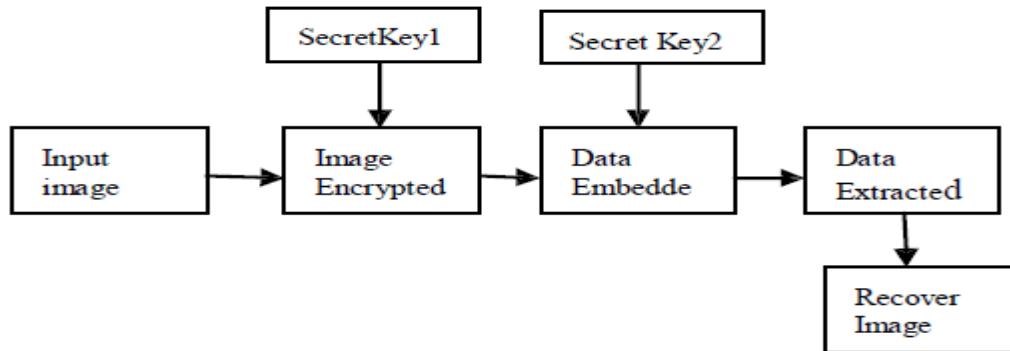 SecretKey1
Secret Key2
Input
image
Image
Encrypted
Data
Embedde
Data
Extracted
Recover
Image